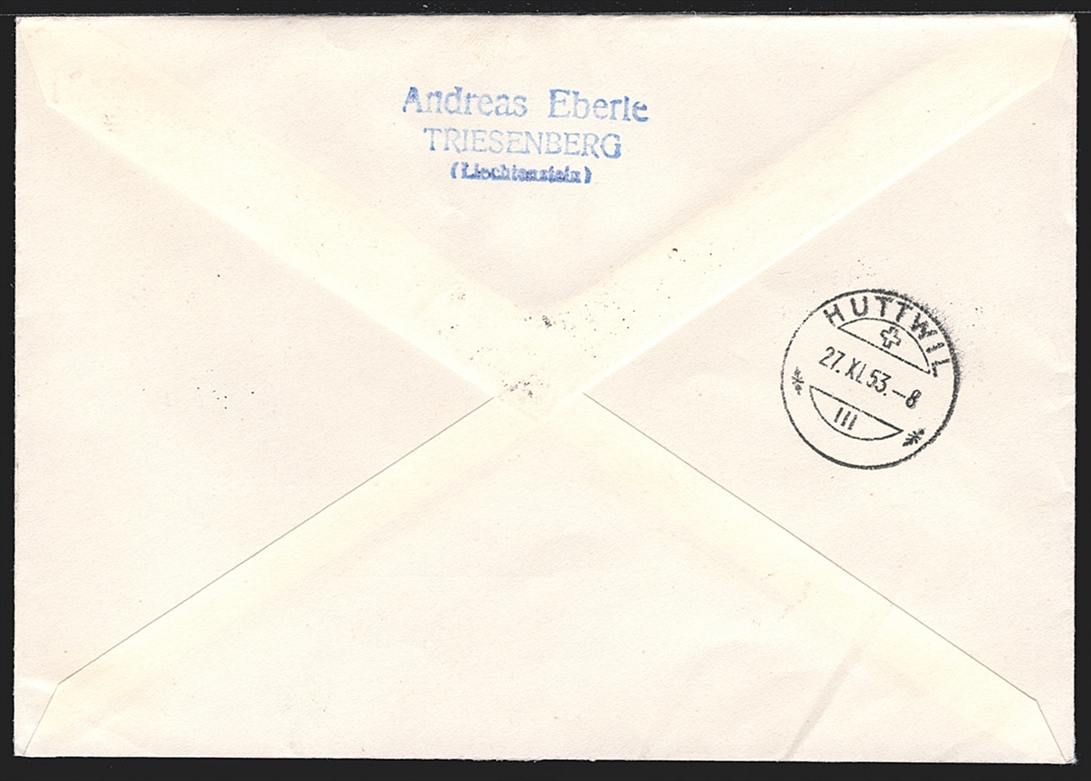 Andreas Eberle
TRIESENBERG
(Liechtenstein)
HUTTWIL
27.XI.53.–8
III